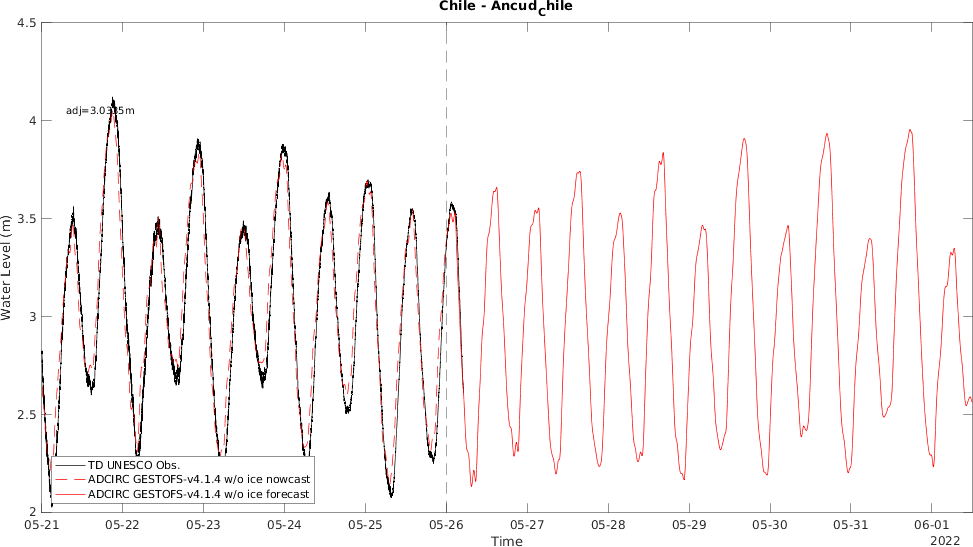 Chile - Ancud_Chile
4.5
4
3.5
3
2.5
2
Water Level (m)
adj=3.0335m
TD UNESCO Obs.
ADCIRC GESTOFS-v4.1.4 w/o ice nowcast
ADCIRC GESTOFS-v4.1.4 w/o ice forecast
05-21 05-22 05-23 05-24 05-25 05-26 05-27 05-28 05-29 05-30 05-31 06-01
Time
2022